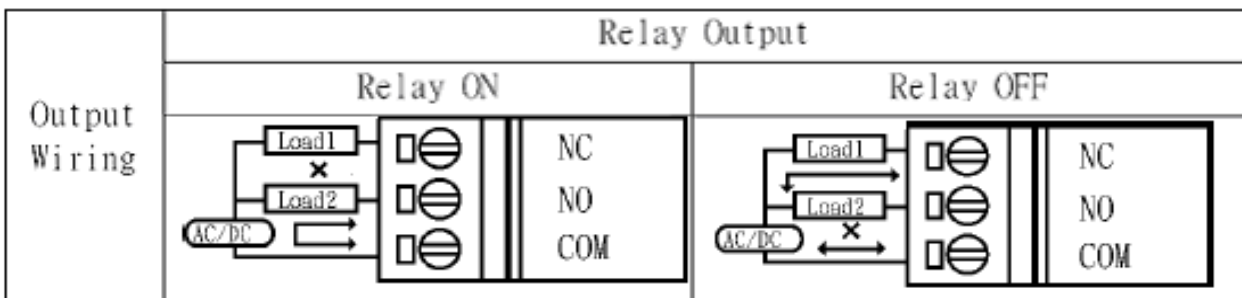 Relay Output
Output
Wiring
Relay ON
Relay OFF
Load1
NC
Load2
NO
AC/DC
COM
Load1
NC
Load2
NO
AC/DC
COM